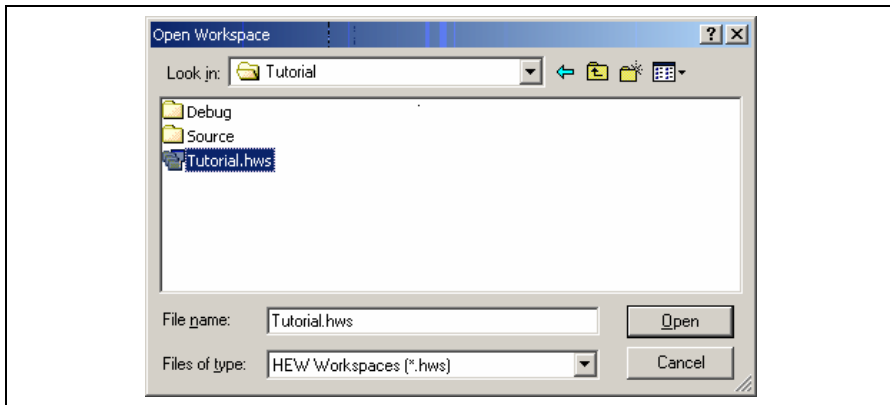 Open Workspace
Look in: Tutorial
Debug
Source
Tutorial.hws
File name: Tutorial.hws Open
Files of type: HEW Workspaces (*.hws) Cancel